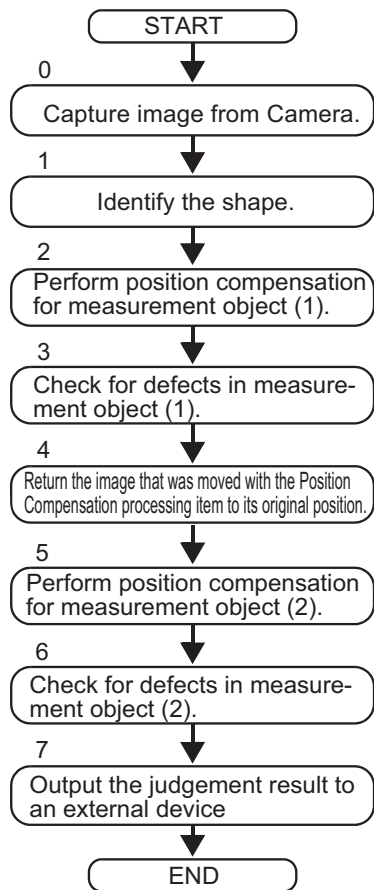 START
0
Capture image from Camera.
1
Identify the shape.
2
Perform position compensation
for measurement object (1).
3
Check for defects in measure-
ment object (1).
4
Return the image that was moved with the Position
Compensation processing item to its original position.
5
Perform position compensation
for measurement object (2).
6
Check for defects in measure-
ment object (2).
7
Output the judgement result to
an external device
END